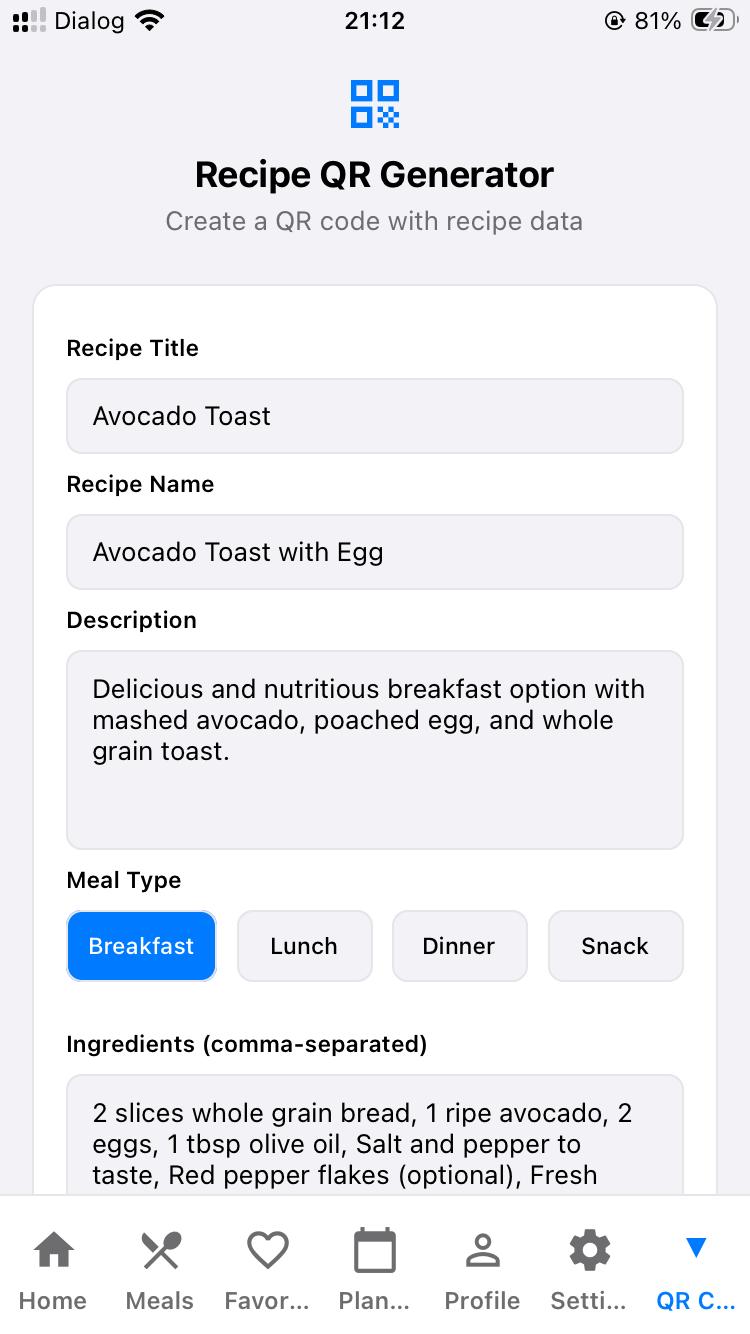 Dialog 21:12 81%
Recipe QR Generator
Create a QR code with recipe data
Recipe Title
Avocado Toast
Recipe Name
Avocado Toast with Egg
Description
Delicious and nutritious breakfast option with
mashed avocado, poached egg, and whole
grain toast.
Meal Type
Breakfast Lunch Dinner Snack
Ingredients (comma-separated)
2 slices whole grain bread, 1 ripe avocado, 2
eggs, 1 tbsp olive oil, Salt and pepper to
taste, Red pepper flakes (optional), Fresh
Home Meals Favor... Plan... Profile Setti... QR C...